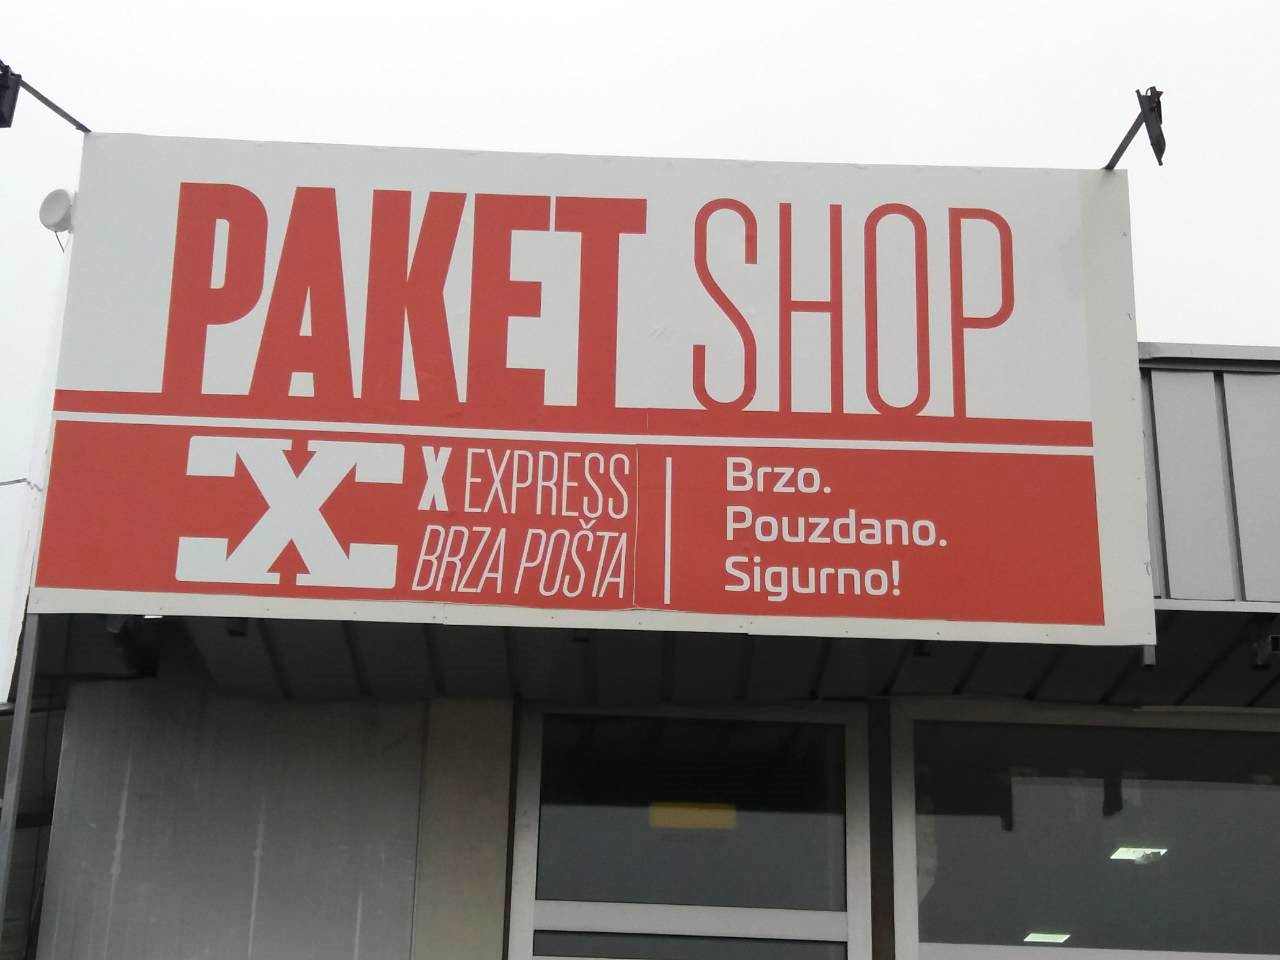 PAKET SHOP
X EXPRESS
BRZA POŠTA
Brzo.
Pouzdano.
Sigurno!